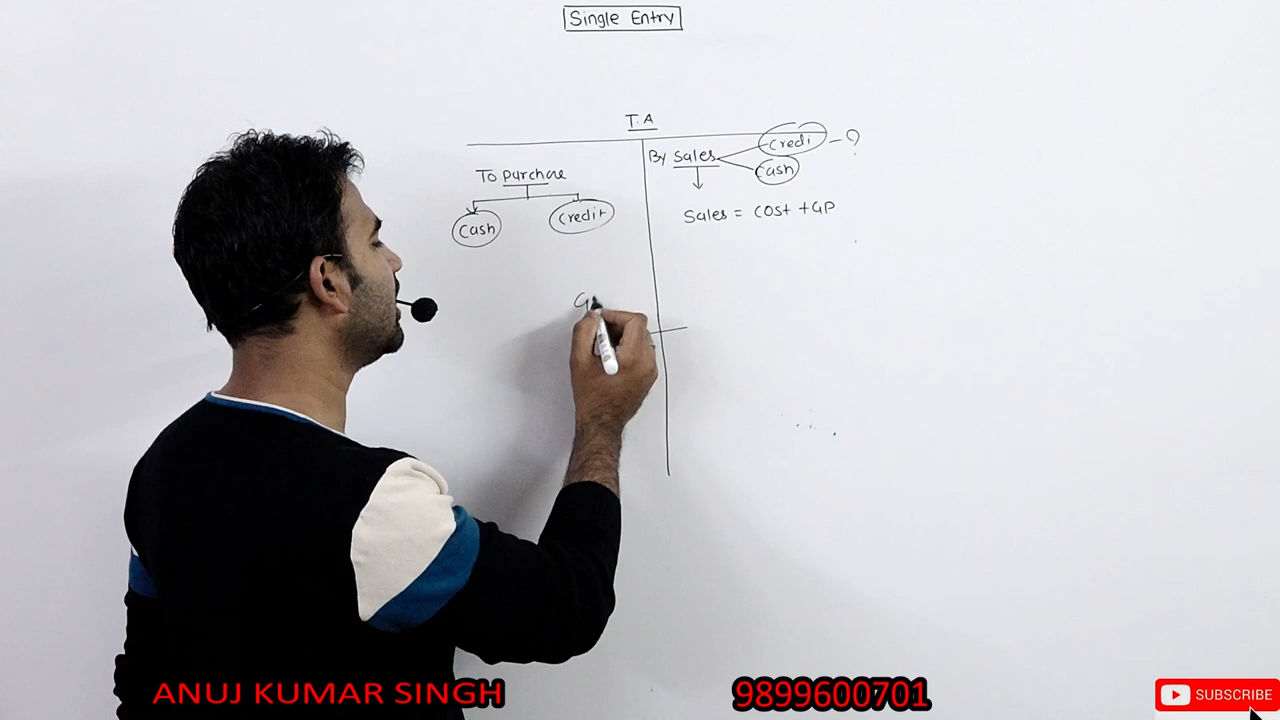 Single Entry
T.A
To Purchase
Cash
Credit
By Sales
Credi - ?
Cash
Sales = Cost + GP
G
ANUJ KUMAR SINGH
9899600701
SUBSCRIBE